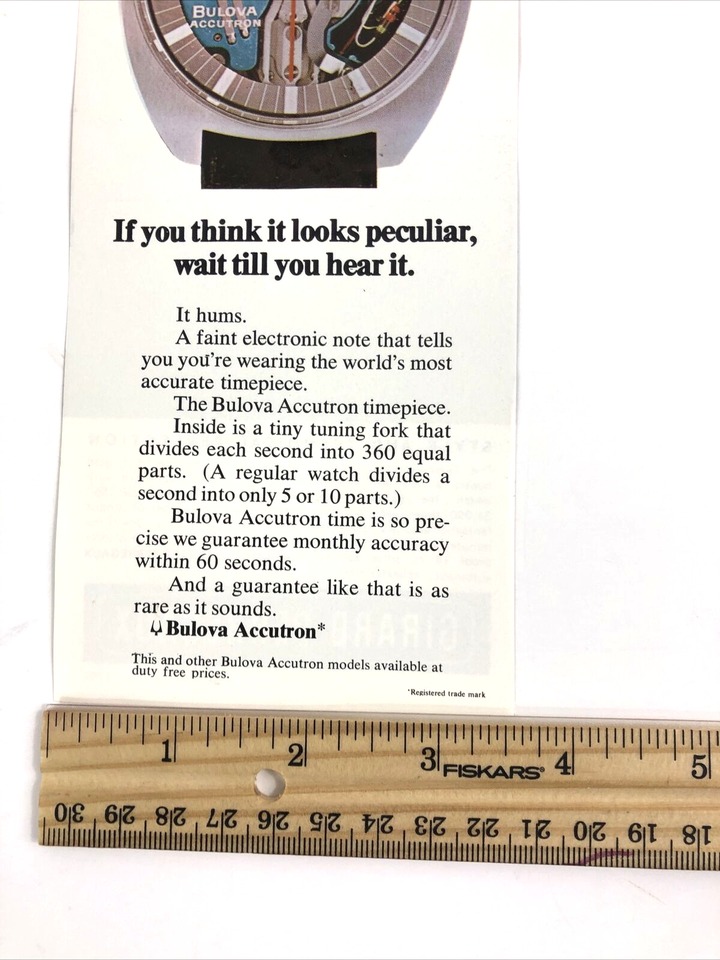 BULOVA
ACCUTRON
If you think it looks peculiar,
wait till you hear it.
It hums.
A faint electronic note that tells
you you're wearing the world's most
accurate timepiece.
The Bulova Accutron timepiece.
Inside is a tiny tuning fork that
divides each second into 360 equal
parts. (A regular watch divides a
second into only 5 or 10 parts.)
Bulova Accutron time is so pre-
cise we guarantee monthly accuracy
within 60 seconds.
And a guarantee like that is as
rare as it sounds.
Bulova Accutron*
This and other Bulova Accutron models available at
duty free prices.
*Registered trade mark
1 2 3 FISKARS® 4 5
30 29 28 27 26 25 24 23 22 21 20 19 18